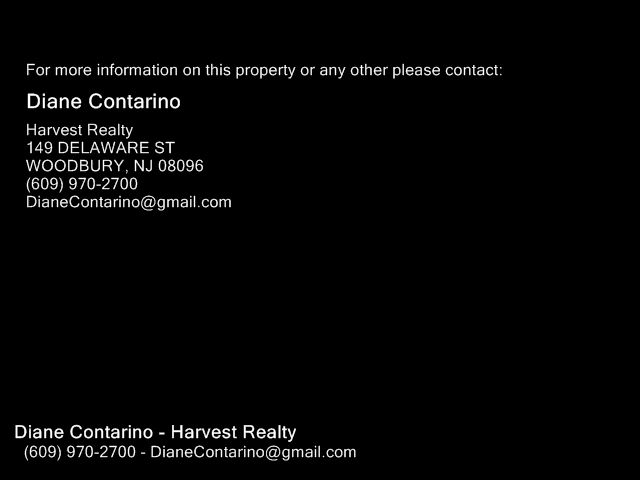 For more information on this property or any other please contact:
Diane Contarino
Harvest Realty
149 DELAWARE ST
WOODBURY, NJ 08096
(609) 970-2700
DianeContarino@gmail.com
Diane Contarino - Harvest Realty
(609) 970-2700 - DianeContarino@gmail.com